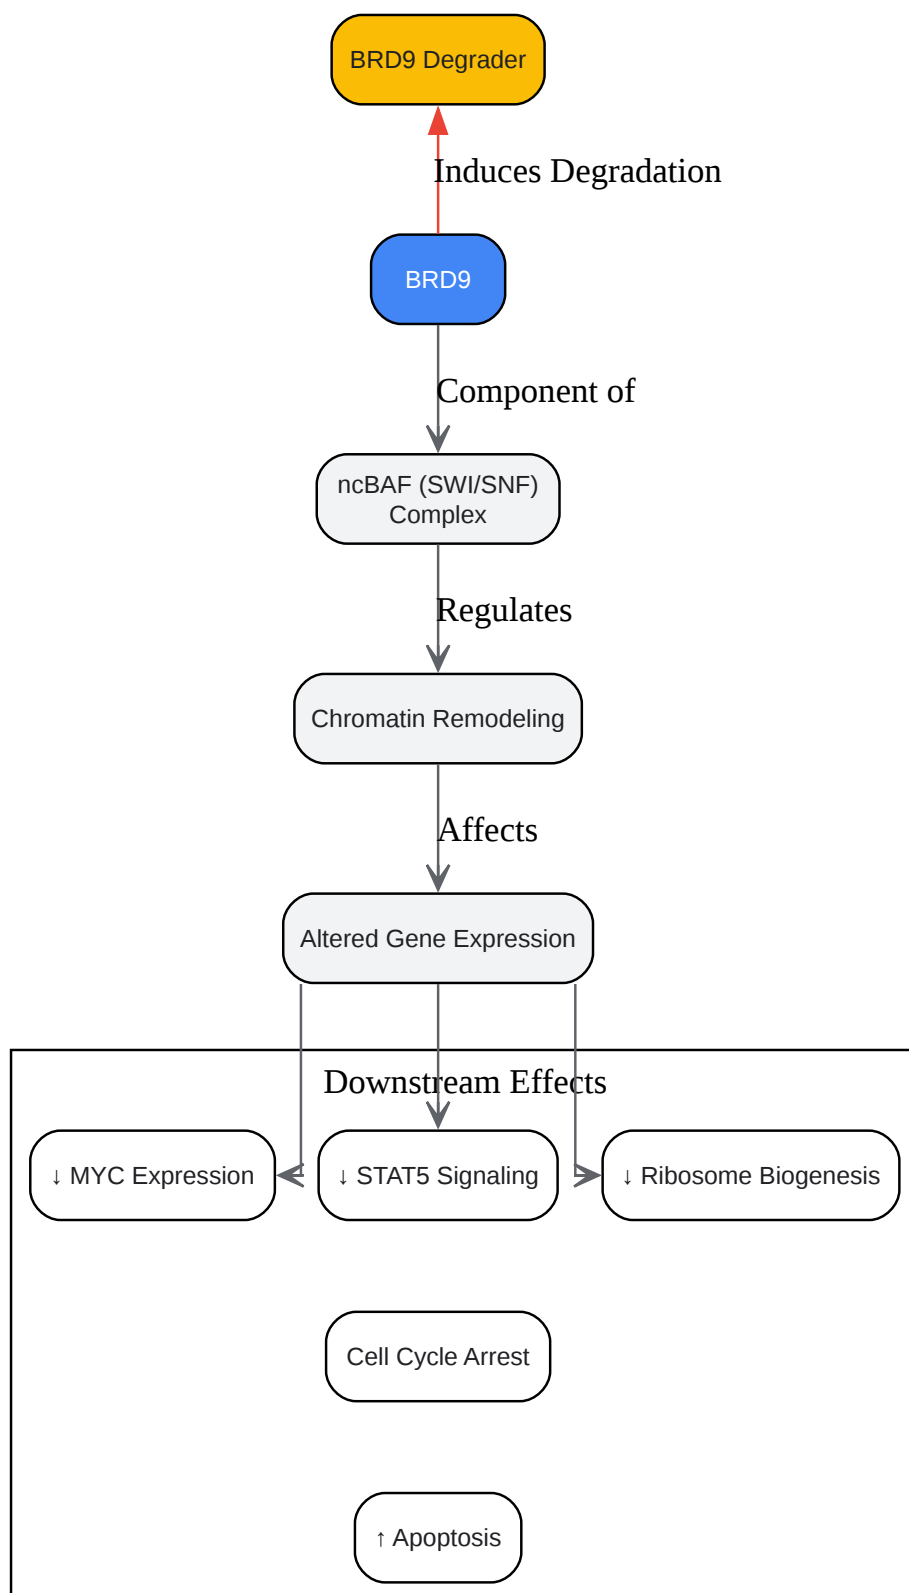 BRD9 Degrader
Induces Degradation
BRD9
Component of
ncBAF (SWI/SNF)
Complex
Regulates
Chromatin Remodeling
Affects
Altered Gene Expression
Downstream Effects
↓ MYC Expression
↓ STAT5 Signaling
↓ Ribosome Biogenesis
Cell Cycle Arrest
↑ Apoptosis